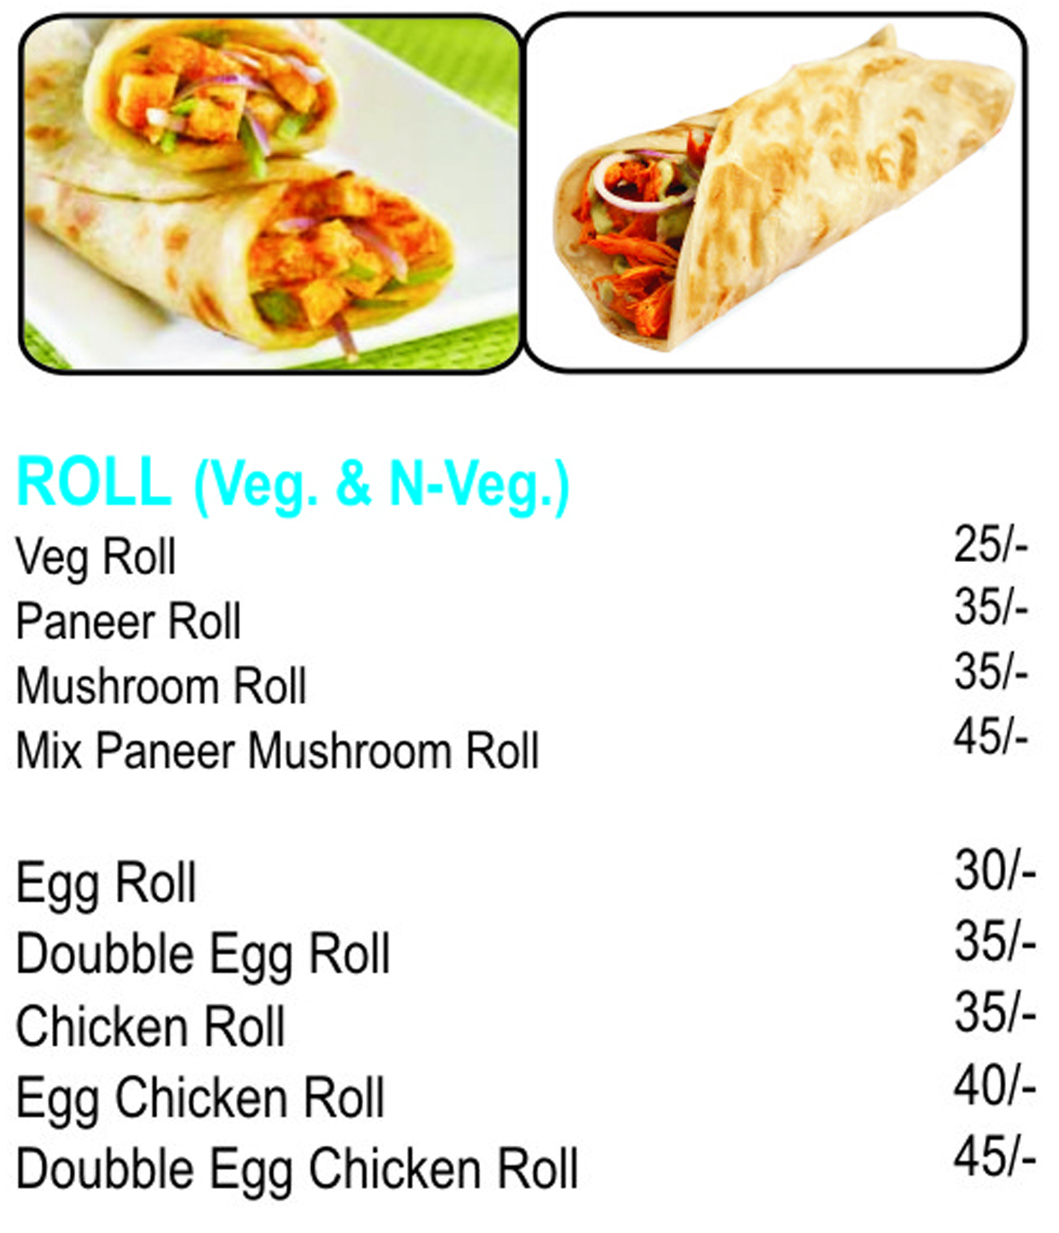 ROLL (Veg. & N-Veg.)
Veg Roll 25/-
Paneer Roll 35/-
Mushroom Roll 35/-
Mix Paneer Mushroom Roll 45/-
Egg Roll 30/-
Doubble Egg Roll 35/-
Chicken Roll 35/-
Egg Chicken Roll 40/-
Doubble Egg Chicken Roll 45/-